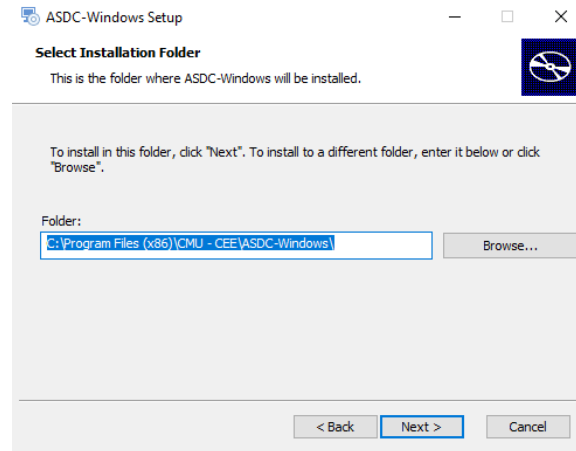 ASDC-Windows Setup
Select Installation Folder
This is the folder where ASDC-Windows will be installed.
To install in this folder, click "Next". To install to a different folder, enter it below or click
"Browse".
Folder:
C:\Program Files (x86)\CMU - CEE\ASDC-Windows\
Browse...
< Back
Next >
Cancel